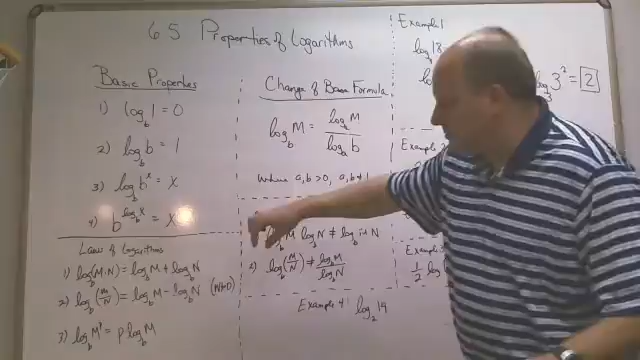 6.5 Properties of Logarithms
Basic Properties
1) log_b 1 = 0
2) log_b b = 1
3) log_b b^x = x
4) b^(log_b x) = x
Laws of Logarithms
1) log_b (M·N) = log_b M + log_b N
2) log_b (M/N) = log_b M - log_b N (N≠0)
3) log_b M^p = p log_b M
Change of Base Formula
log_b M = log_a M / log_a b
Where a, b > 0, a, b ≠ 1
log_b M log_b N ≠ log_b M·N
2) log_b (M/N) ≠ log_b M / log_b N
Example 4: log_2 14
Example 1
log 18
log_3 3^2 = 2
Example 2
Example 3
1/2 log